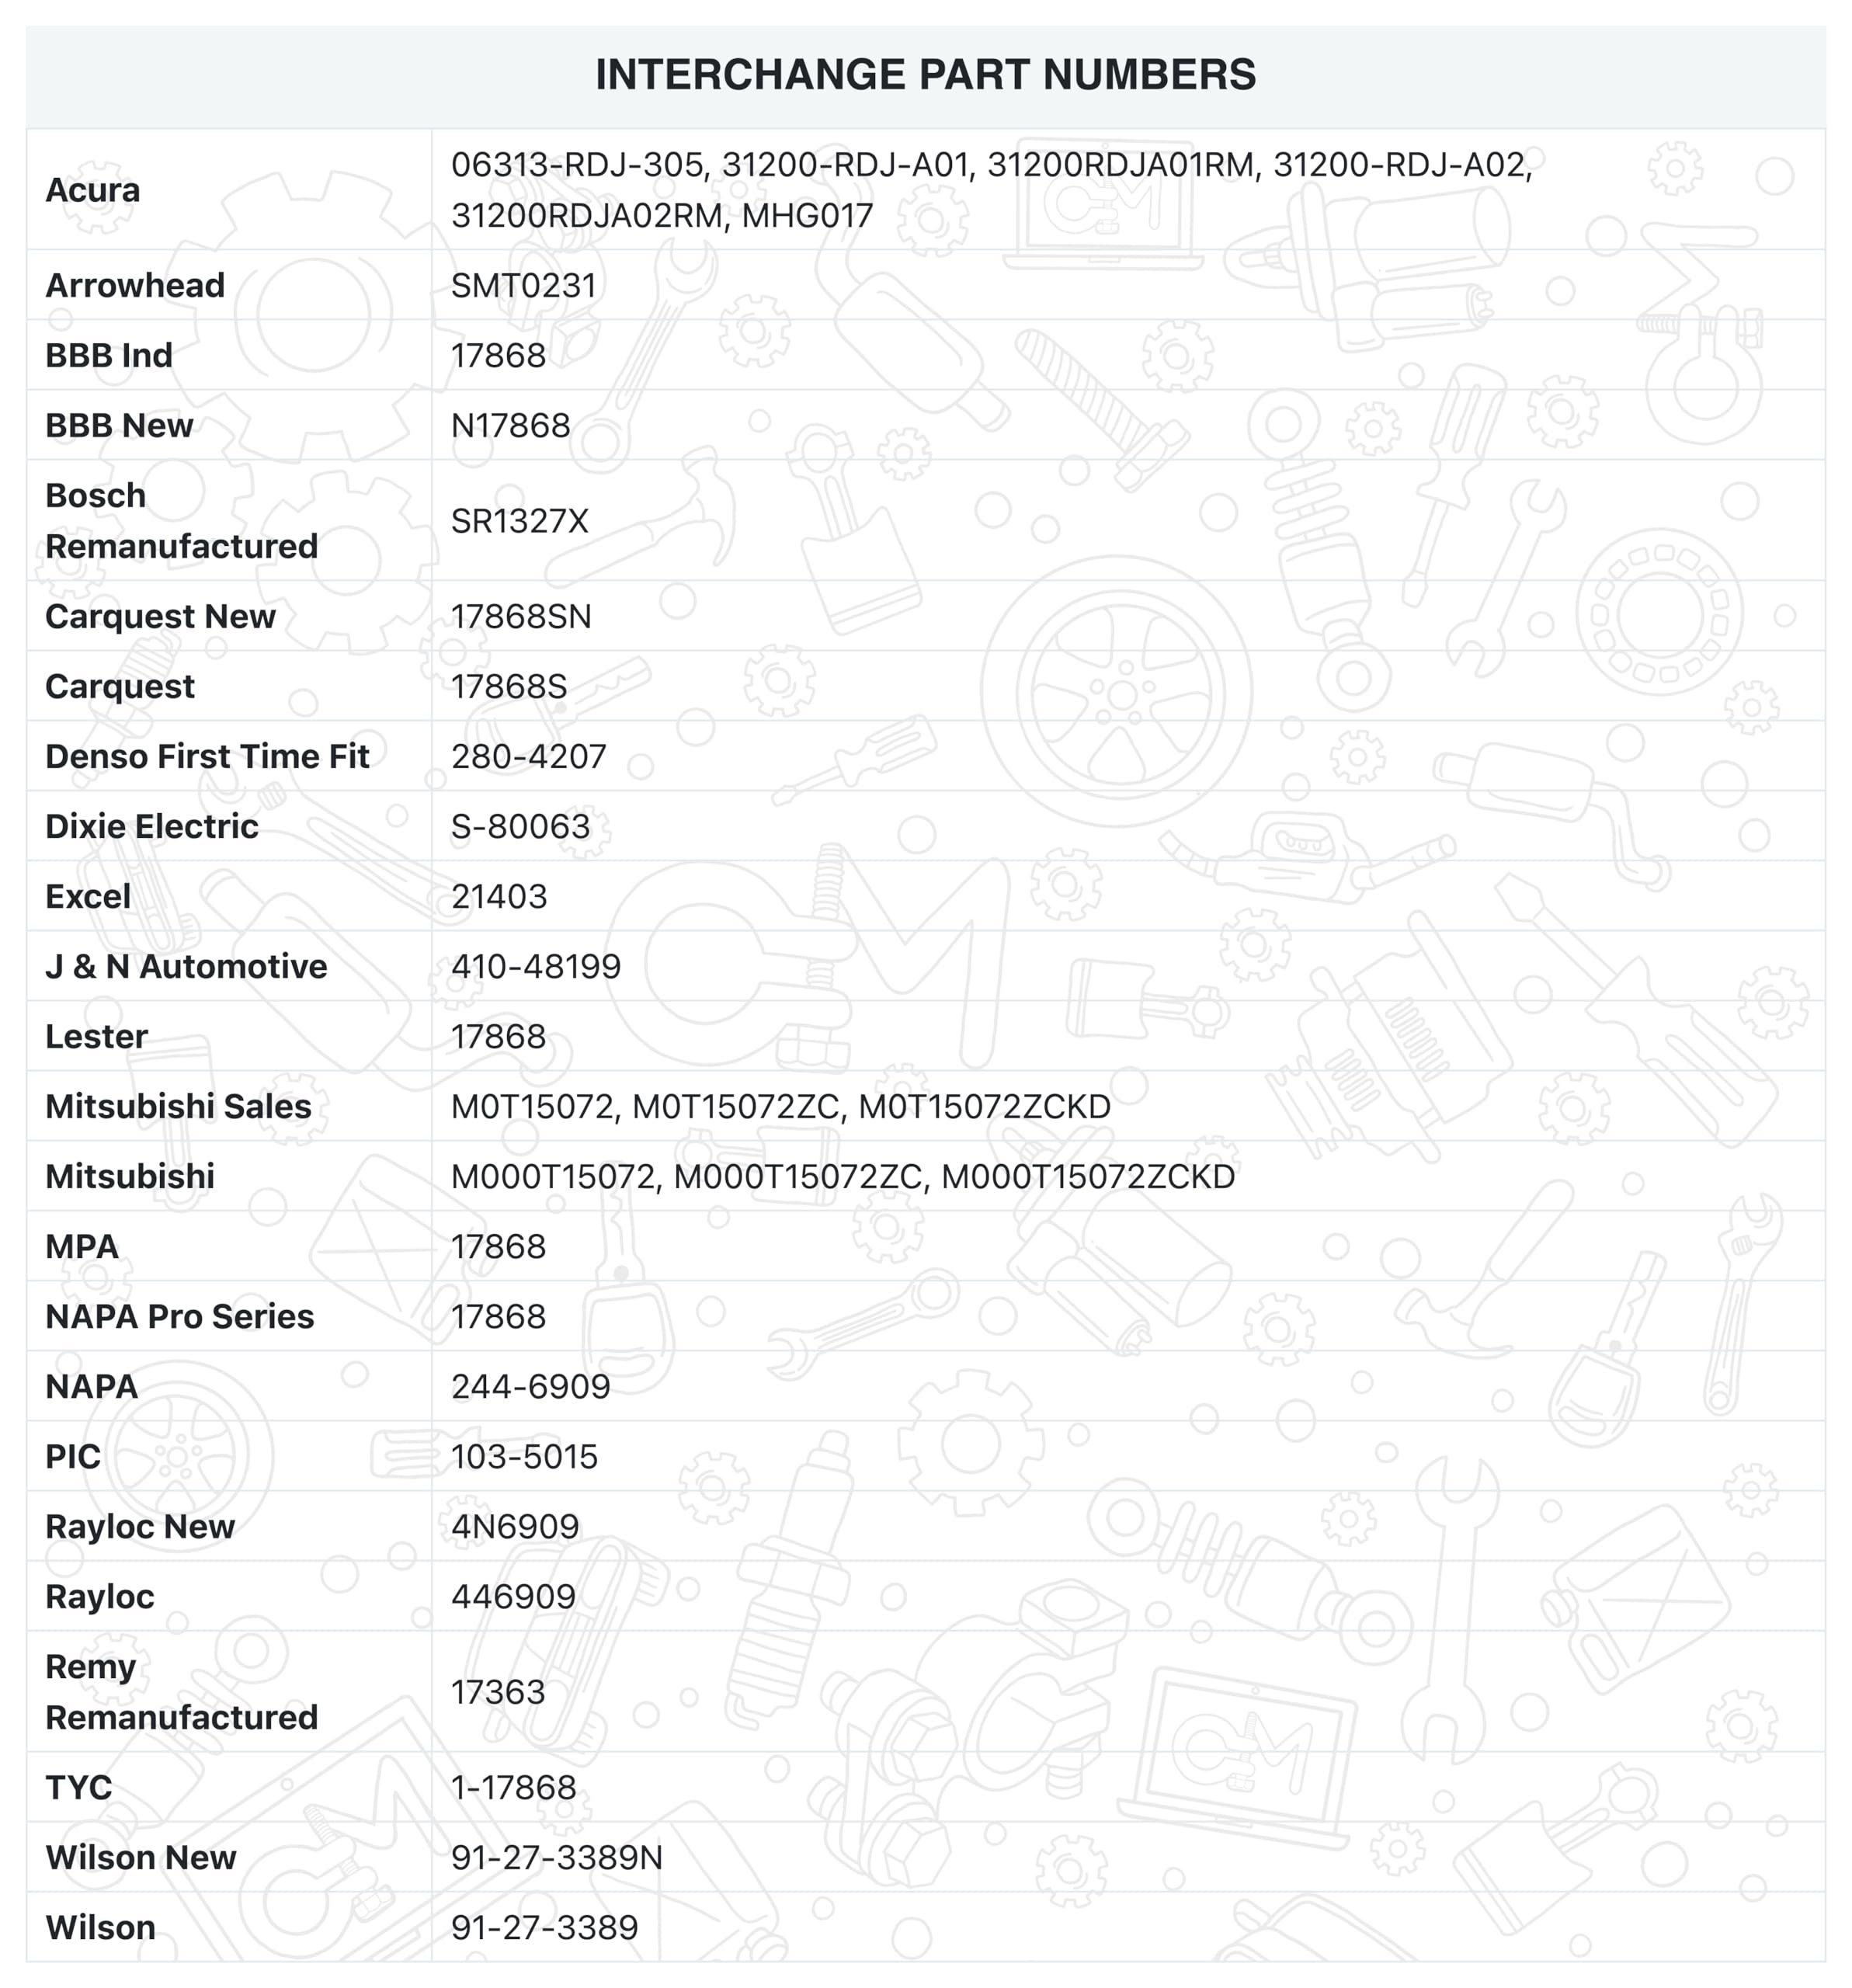 INTERCHANGE PART NUMBERS
Acura
06313-RDJ-305, 31200-RDJ-A01, 31200RDJA01RM, 31200-RDJ-A02,
31200RDJA02RM, MHG017
Arrowhead
SMT0231
BBB Ind
17868
BBB New
N17868
Bosch
Remanufactured
SR1327X
Carquest New
17868SN
Carquest
17868S
Denso First Time Fit
280-4207
Dixie Electric
S-80063
Excel
21403
J & N Automotive
410-48199
Lester
17868
Mitsubishi Sales
M0T15072, M0T15072ZC, M0T15072ZCKD
Mitsubishi
M000T15072, M000T15072ZC, M000T15072ZCKD
MPA
17868
NAPA Pro Series
17868
NAPA
244-6909
PIC
103-5015
Rayloc New
4N6909
Rayloc
446909
Remy
Remanufactured
17363
TYC
1-17868
Wilson New
91-27-3389N
Wilson
91-27-3389